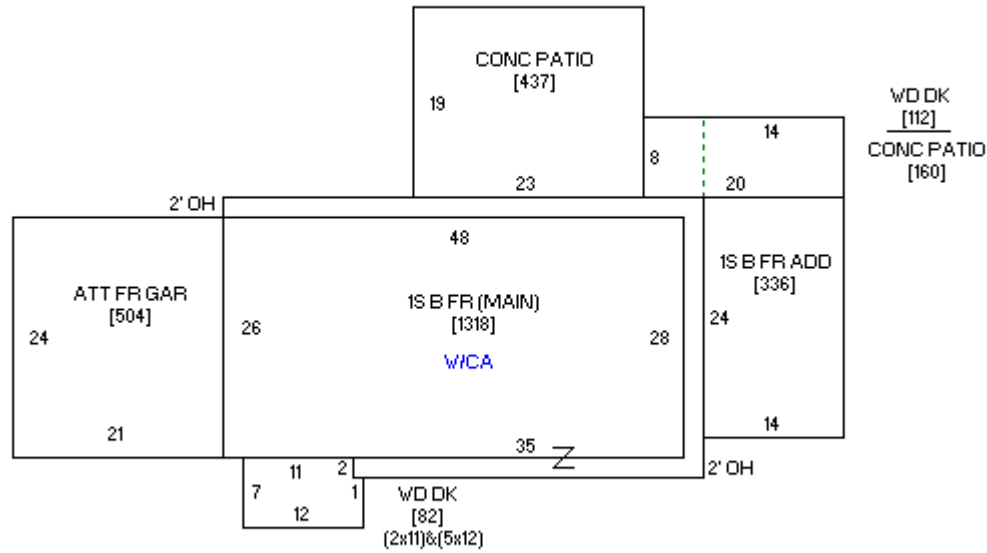 CONC PATIO
[437]
19
23
WD DK
[112]
CONC PATIO
[160]
14
8
20
2' OH
48
ATT FR GAR
[504]
24
21
26
1S B FR (MAIN)
[1318]
W/CA
28
1S B FR ADD
[336]
24
14
35
Z
2' OH
11
2
7
1
12
WD DK
[82]
(2x11)&(5x12)